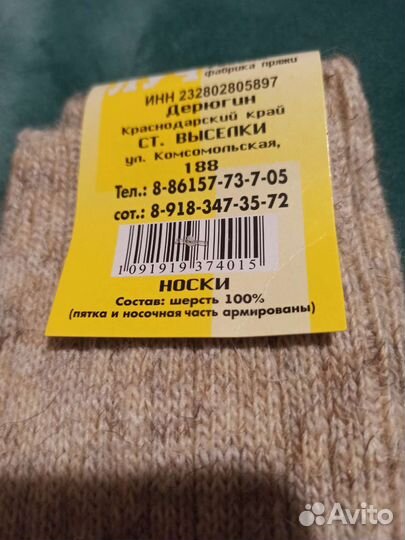 фабрика пряжи
ИНН 232802805897
Дерюгин
Краснодарский край
СТ. ВЫСЕЛКИ
ул. Комсомольская,
188
Тел.: 8-86157-73-7-05
сот.: 8-918-347-35-72
1091919374015
НОСКИ
Состав: шерсть 100%
(пятка и носочная часть армированы)
Avito